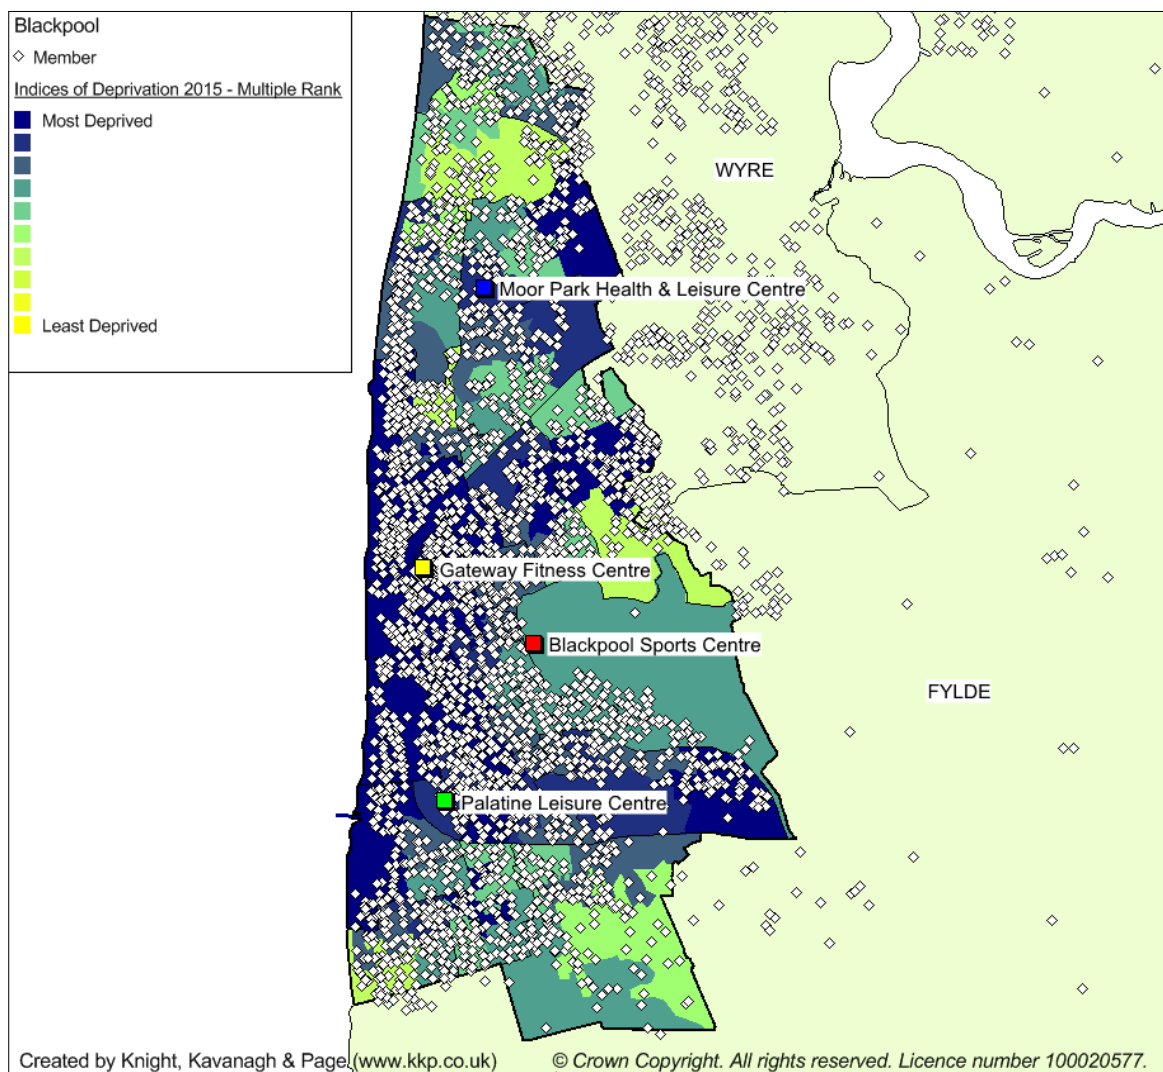 Blackpool
Member
Indices of Deprivation 2015 - Multiple Rank
Most Deprived
Least Deprived
WYRE
Moor Park Health & Leisure Centre
Gateway Fitness Centre
Blackpool Sports Centre
FYLDE
Palatine Leisure Centre
Created by Knight, Kavanagh & Page (www.kkp.co.uk)
© Crown Copyright. All rights reserved. Licence number 100020577.